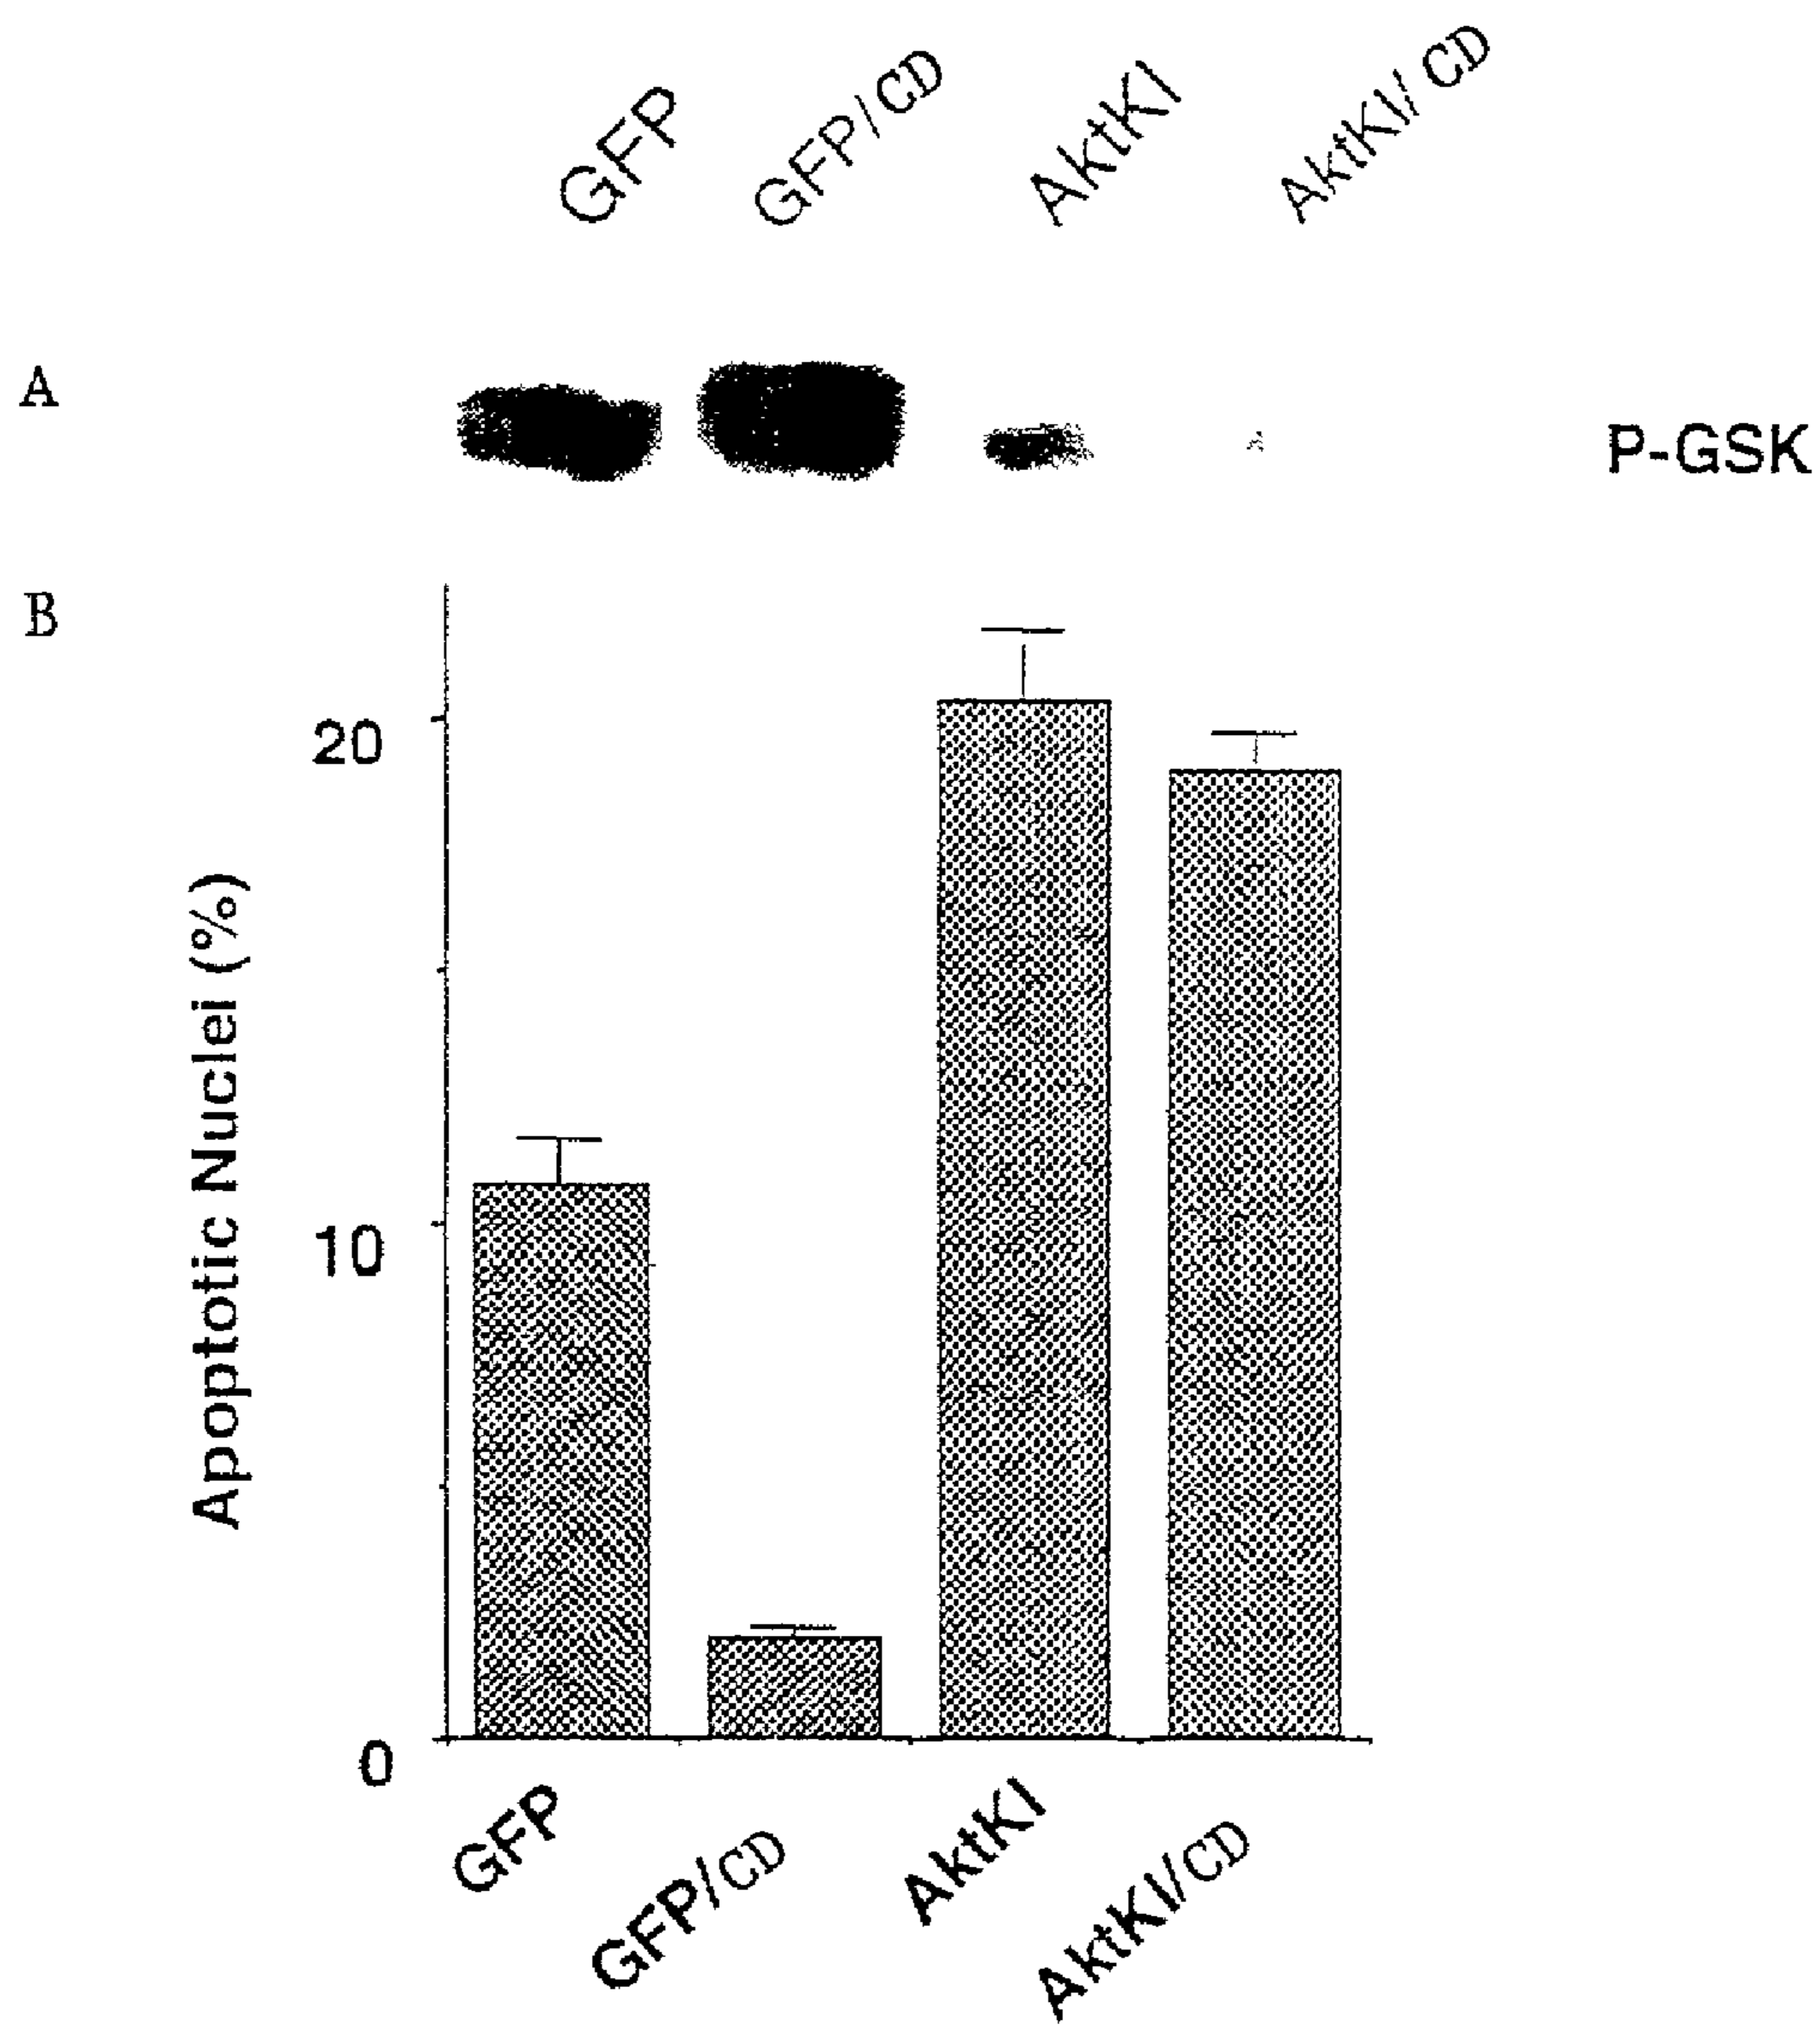 GFP
GFP/CD
AktKI
AktKI/CD
A
P-GSK
B
20
10
0
Apoptotic Nuclei (%)
GFP
GFP/CD
AktKI
AktKI/CD